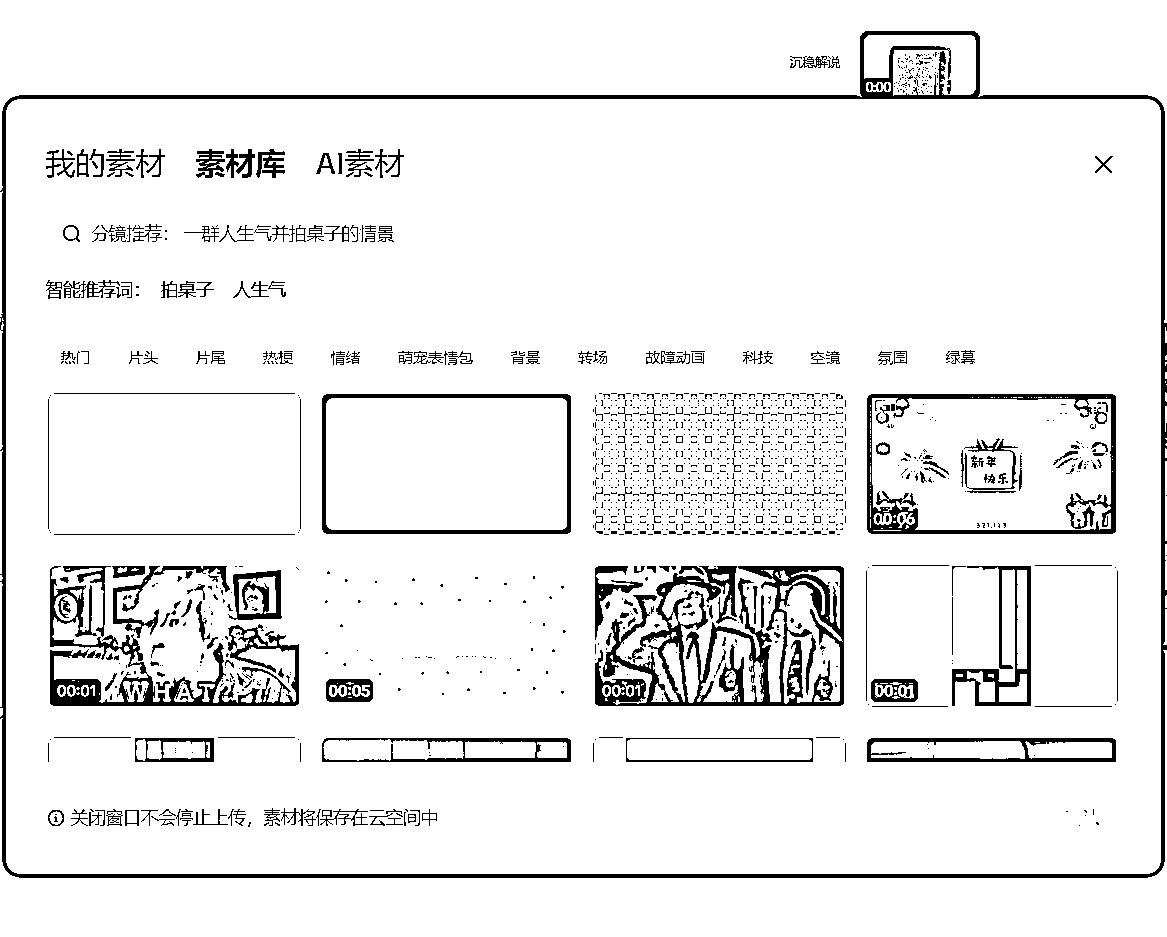 沉稳解说
0:00
我的素材 素材库 AI素材
分镜推荐: 一群人生气并拍桌子的情景
智能推荐词: 拍桌子 人生气
热门 片头 片尾 热梗 情绪 萌宠表情包 背景 转场 故障动画 科技 空镜 氛围 绿幕
新年
快乐
00:06
00:01
WHAT
00:05
00:01
00:01
关闭窗口不会停止上传，素材将保存在云空间中